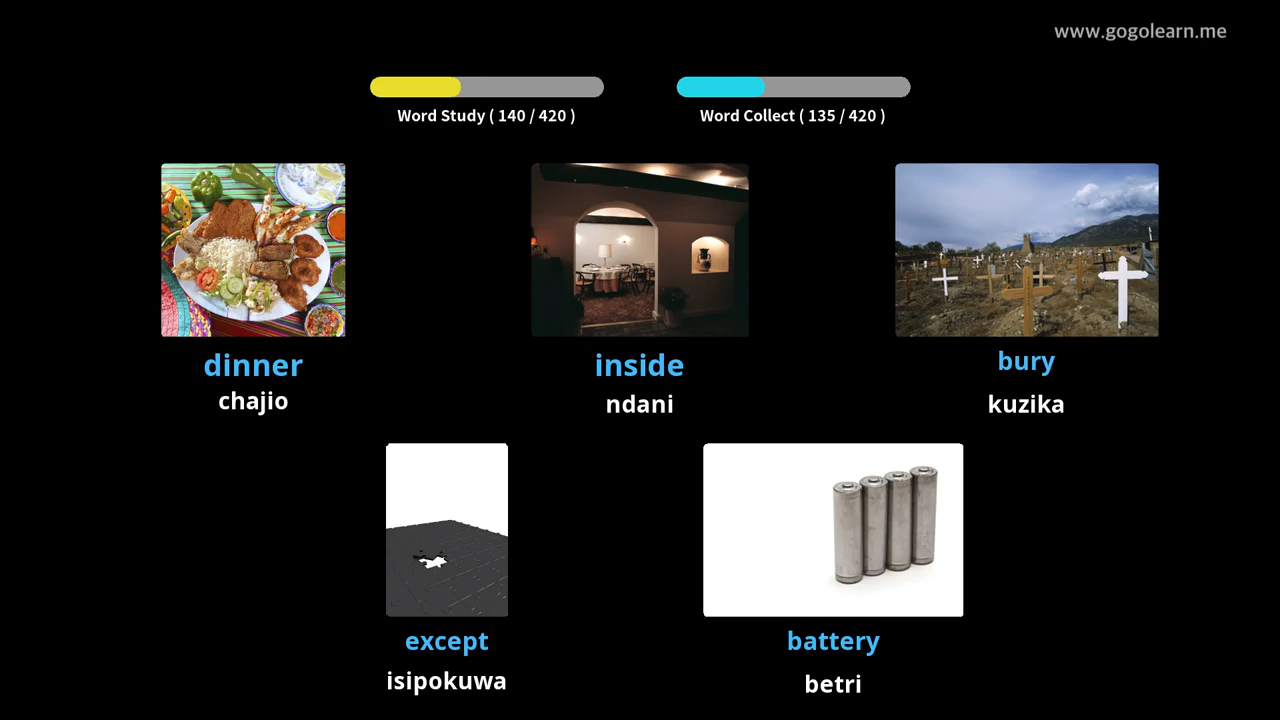 www.gogolearn.me
Word Study ( 140 / 420 )
Word Collect ( 135 / 420 )
dinner
chajio
inside
ndani
bury
kuzika
except
isipokuwa
battery
betri